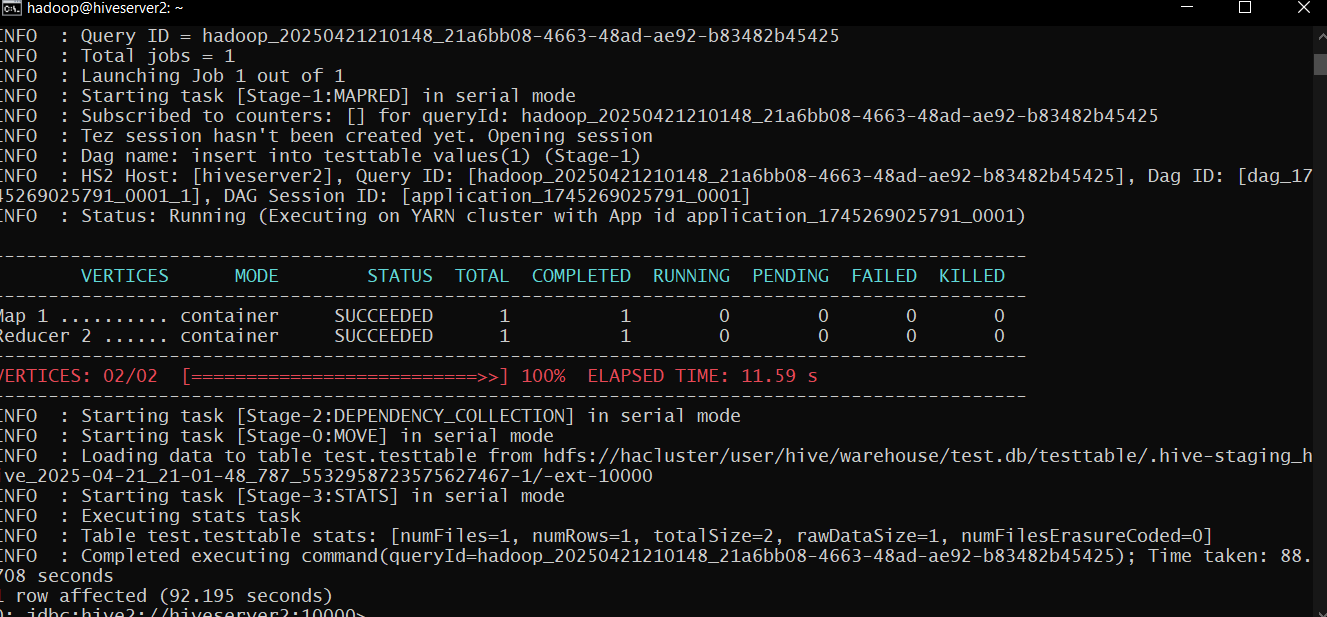 hadoop@hiveserver2: ~
INFO  : Query ID = hadoop_20250421210148_21a6bb08-4663-48ad-ae92-b83482b45425
INFO  : Total jobs = 1
INFO  : Launching Job 1 out of 1
INFO  : Starting task [Stage-1:MAPRED] in serial mode
INFO  : Subscribed to counters: [] for queryId: hadoop_20250421210148_21a6bb08-4663-48ad-ae92-b83482b45425
INFO  : Tez session hasn't been created yet. Opening session
INFO  : Dag name: insert into testtable values(1) (Stage-1)
INFO  : HS2 Host: [hiveserver2], Query ID: [hadoop_20250421210148_21a6bb08-4663-48ad-ae92-b83482b45425], Dag ID: [dag_17
45269025791_0001_1], DAG Session ID: [application_1745269025791_0001]
INFO  : Status: Running (Executing on YARN cluster with App id application_1745269025791_0001)
----------------------------------------------------------------------------------------------
        VERTICES      MODE        STATUS  TOTAL  COMPLETED  RUNNING  PENDING  FAILED  KILLED
----------------------------------------------------------------------------------------------
Map 1 .......... container     SUCCEEDED      1          1        0        0       0       0
Reducer 2 ...... container     SUCCEEDED      1          1        0        0       0       0
----------------------------------------------------------------------------------------------
VERTICES: 02/02  [==========================>>] 100%  ELAPSED TIME: 11.59 s
----------------------------------------------------------------------------------------------
INFO  : Starting task [Stage-2:DEPENDENCY_COLLECTION] in serial mode
INFO  : Starting task [Stage-0:MOVE] in serial mode
INFO  : Loading data to table test.testtable from hdfs://hacluster/user/hive/warehouse/test.db/testtable/.hive-staging_h
ive_2025-04-21_21-01-48_787_5532958723575627467-1/-ext-10000
INFO  : Starting task [Stage-3:STATS] in serial mode
INFO  : Executing stats task
INFO  : Table test.testtable stats: [numFiles=1, numRows=1, totalSize=2, rawDataSize=1, numFilesErasureCoded=0]
INFO  : Completed executing command(queryId=hadoop_20250421210148_21a6bb08-4663-48ad-ae92-b83482b45425); Time taken: 88.
708 seconds
1 row affected (92.195 seconds)
0: jdbc:hive2://hiveserver2:10000>